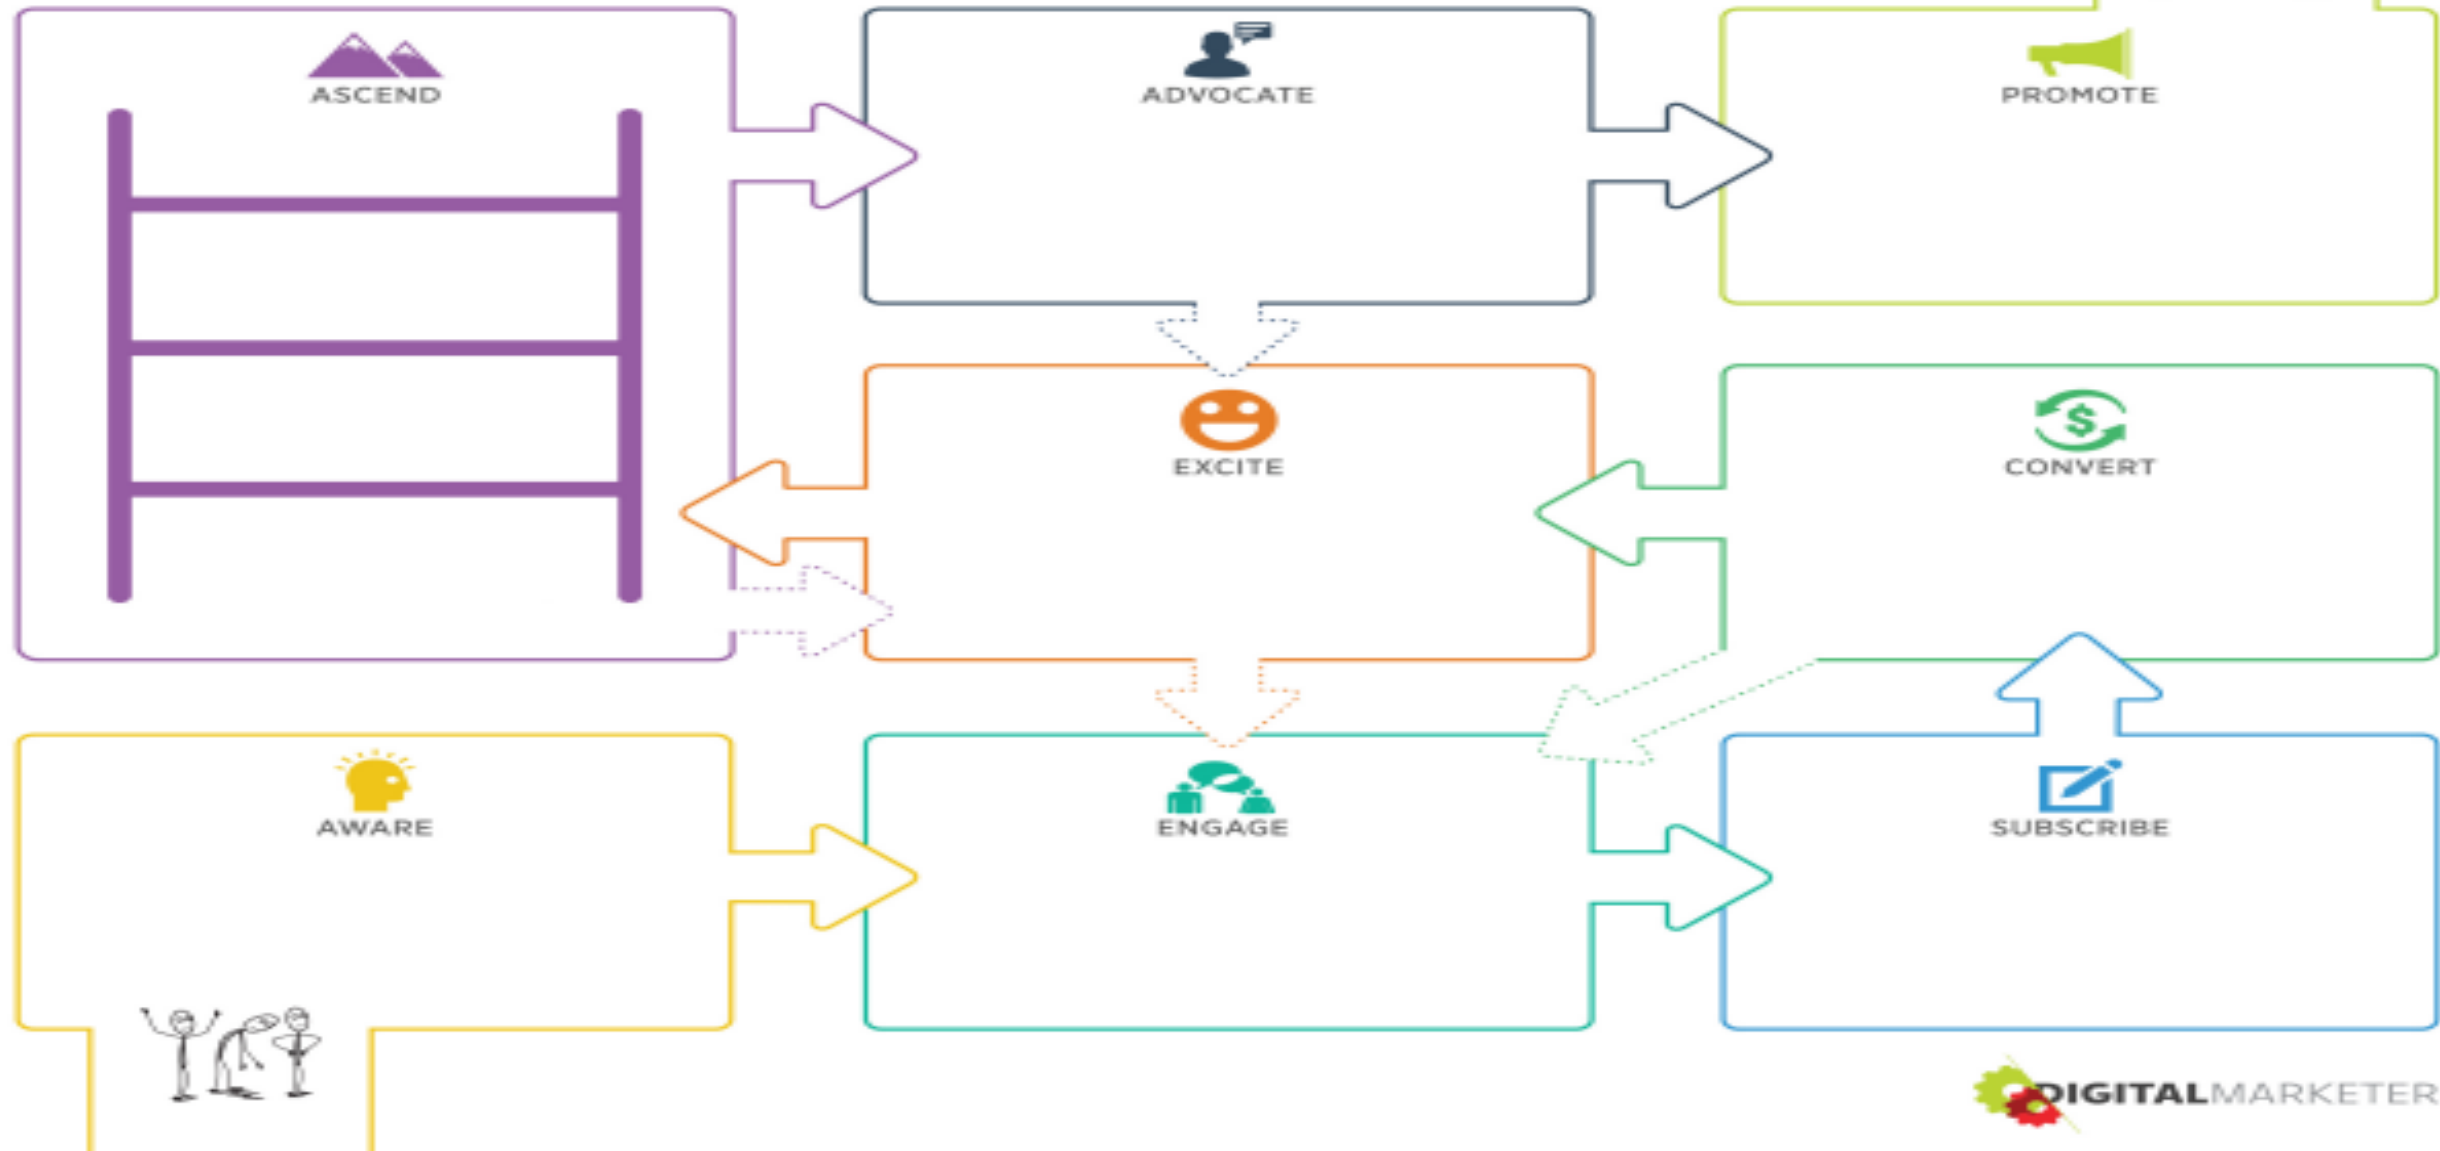 ASCEND
ADVOCATE
PROMOTE
$
EXCITE
CONVERT
AWARE
ENGAGE
SUBSCRIBE
DIGITALMARKETER